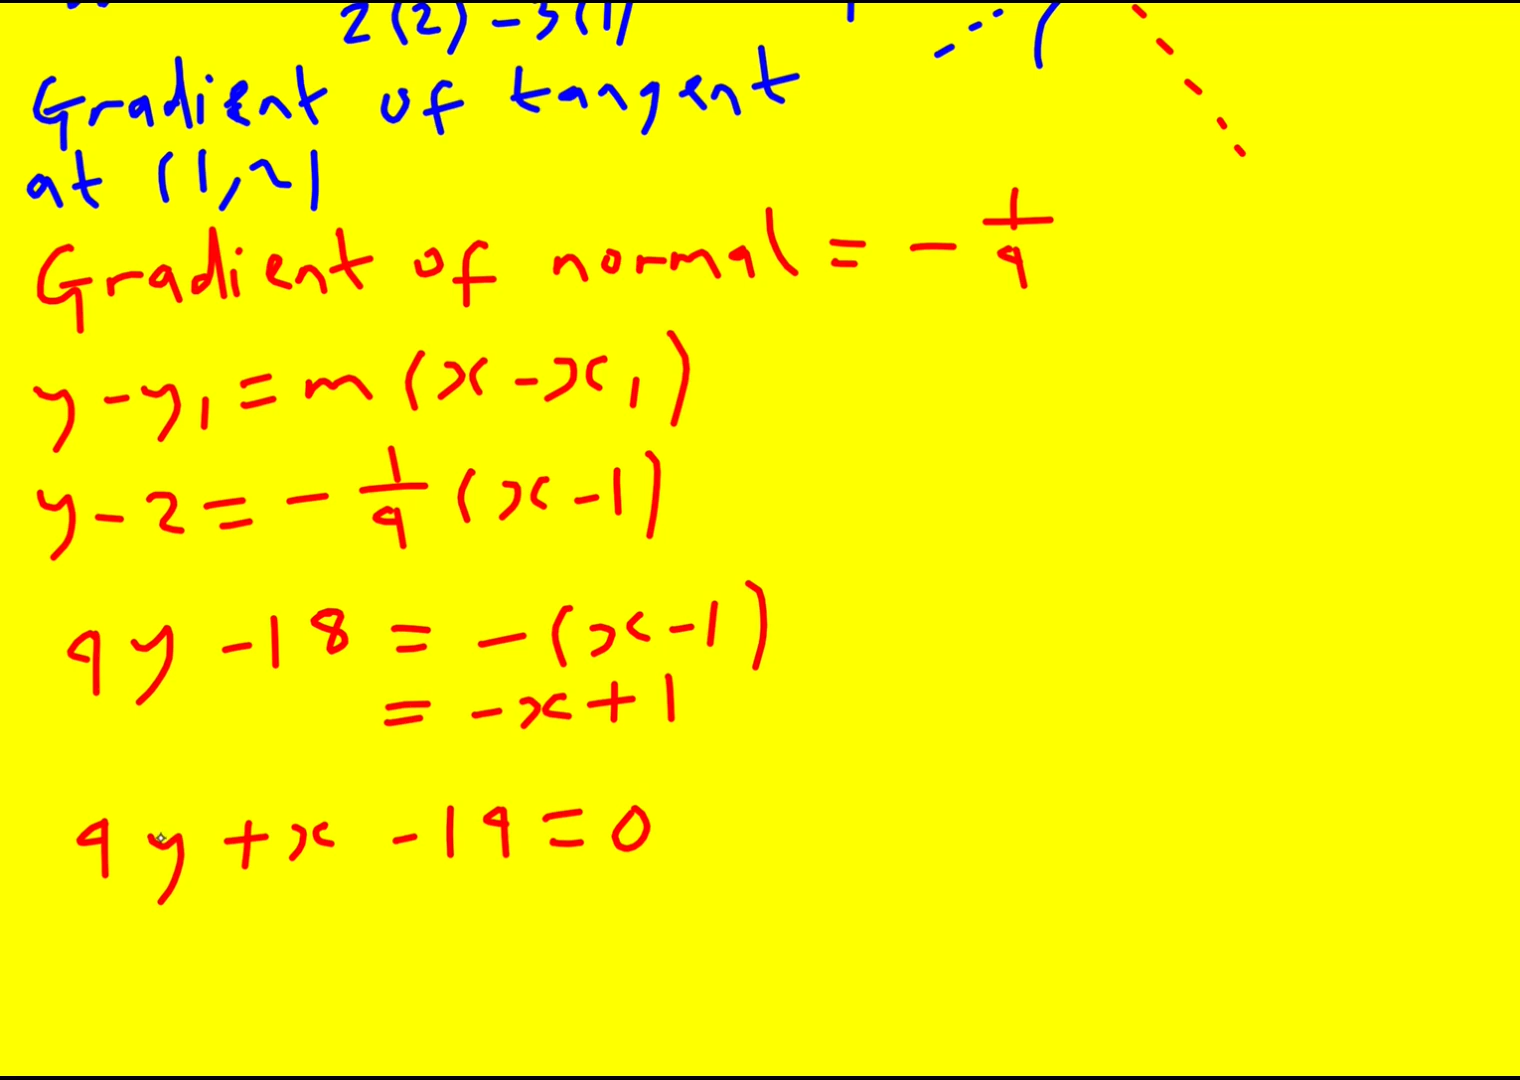 2(2)-3(1)
Gradient of tangent
at (1,2)
Gradient of normal = - 1/9
y-y₁=m(x-x₁)
y-2=-1/9(x-1)
9y-18=-(x-1)
=-x+1
9y+x-19=0